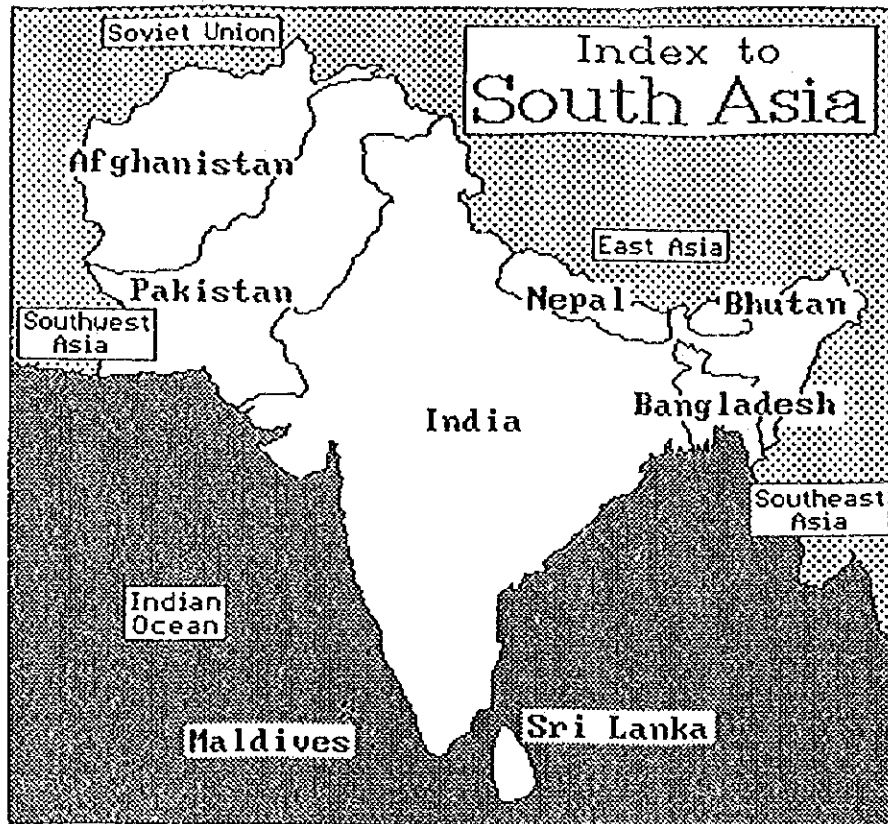 Soviet Union
Index to
South Asia
Afghanistan
East Asia
Pakistan
Nepal
Bhutan
Southwest
Asia
Bangladesh
India
Southeast
Asia
Indian
Ocean
Maldives
Sri Lanka